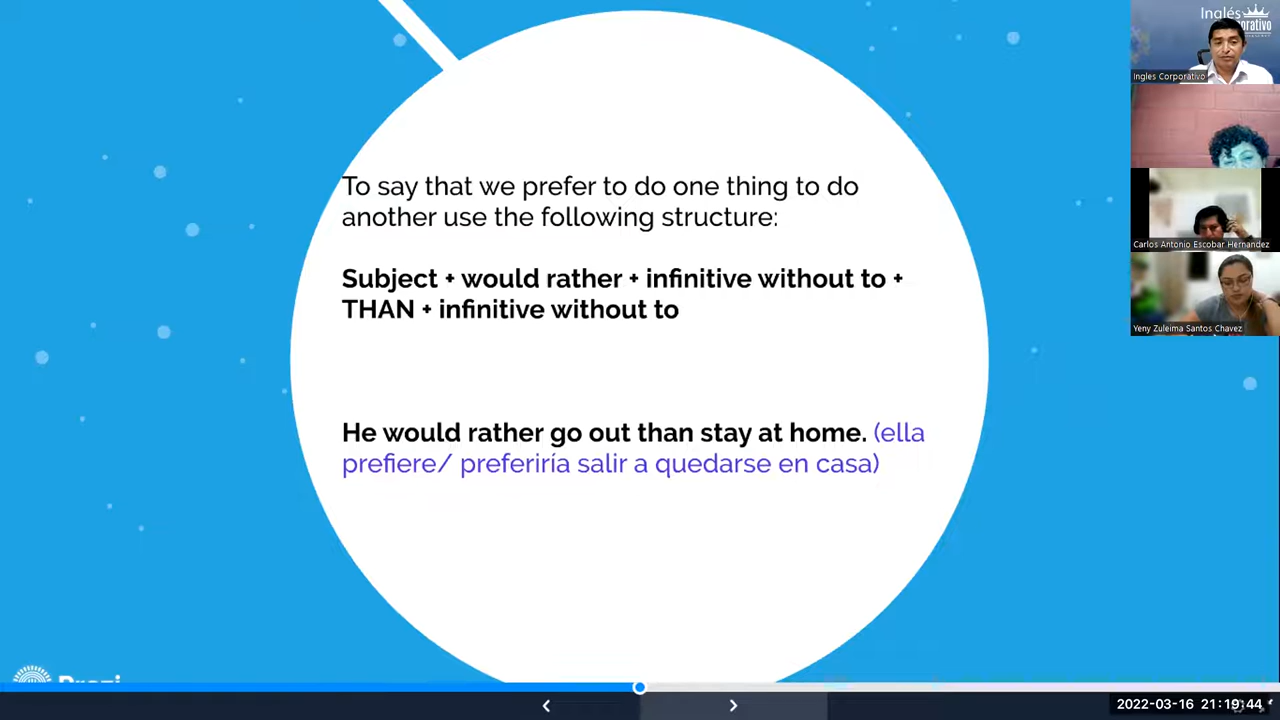 To say that we prefer to do one thing to do
another use the following structure:
Subject + would rather + infinitive without to +
THAN + infinitive without to
He would rather go out than stay at home. (ella
prefiere/ preferiría salir a quedarse en casa)
Inglés
Ingles Corporativo
Carlos Antonio Escobar Hernandez
Yeny Zuleima Santos Chavez
Prezi
2022-03-16 21:19:44